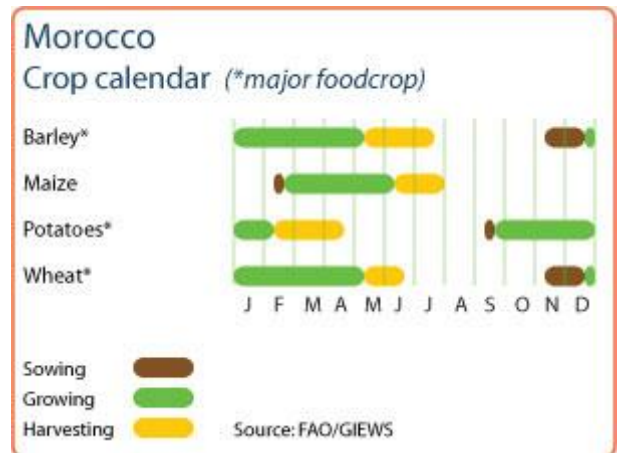 Morocco
Crop calendar (*major foodcrop)
Barley*
Maize
Potatoes*
Wheat*
J F M A M J J A S O N D
Sowing
Growing
Harvesting Source: FAO/GIEWS